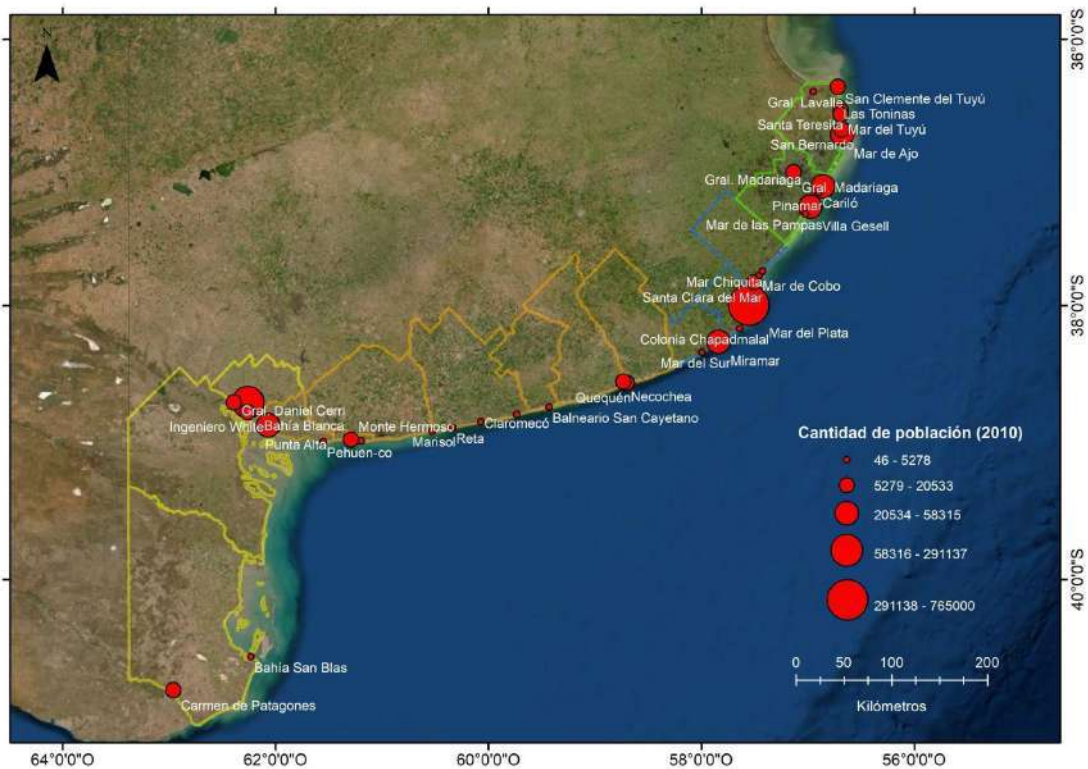 N
36°0'0"S
Gral. Lavalle
San Clemente del Tuyú
Las Toninas
Santa Teresita
Mar del Tuyú
San Bernardo
Mar de Ajo
Gral. Madariaga
Gral. Madariaga
Pinamar
Cariló
Mar de las Pampas
Villa Gesell
Mar Chiquita
Mar de Cobo
38°0'0"S
Santa Clara del Mar
Mar del Plata
Colonia Chapadmalal
Mar del Sur
Miramar
Quequén
Necochea
Balneario San Cayetano
Claromecó
Reta
Marisol
Monte Hermoso
Gral. Daniel Cerri
Ingeniero White
Bahía Blanca
Punta Alta
Pehuen-co
Cantidad de población (2010)
46 - 5278
5279 - 20533
20534 - 58315
58316 - 291137
291138 - 765000
40°0'0"S
Bahía San Blas
Carmen de Patagones
0 50 100 200
Kilómetros
64°0'0"O 62°0'0"O 60°0'0"O 58°0'0"O 56°0'0"O